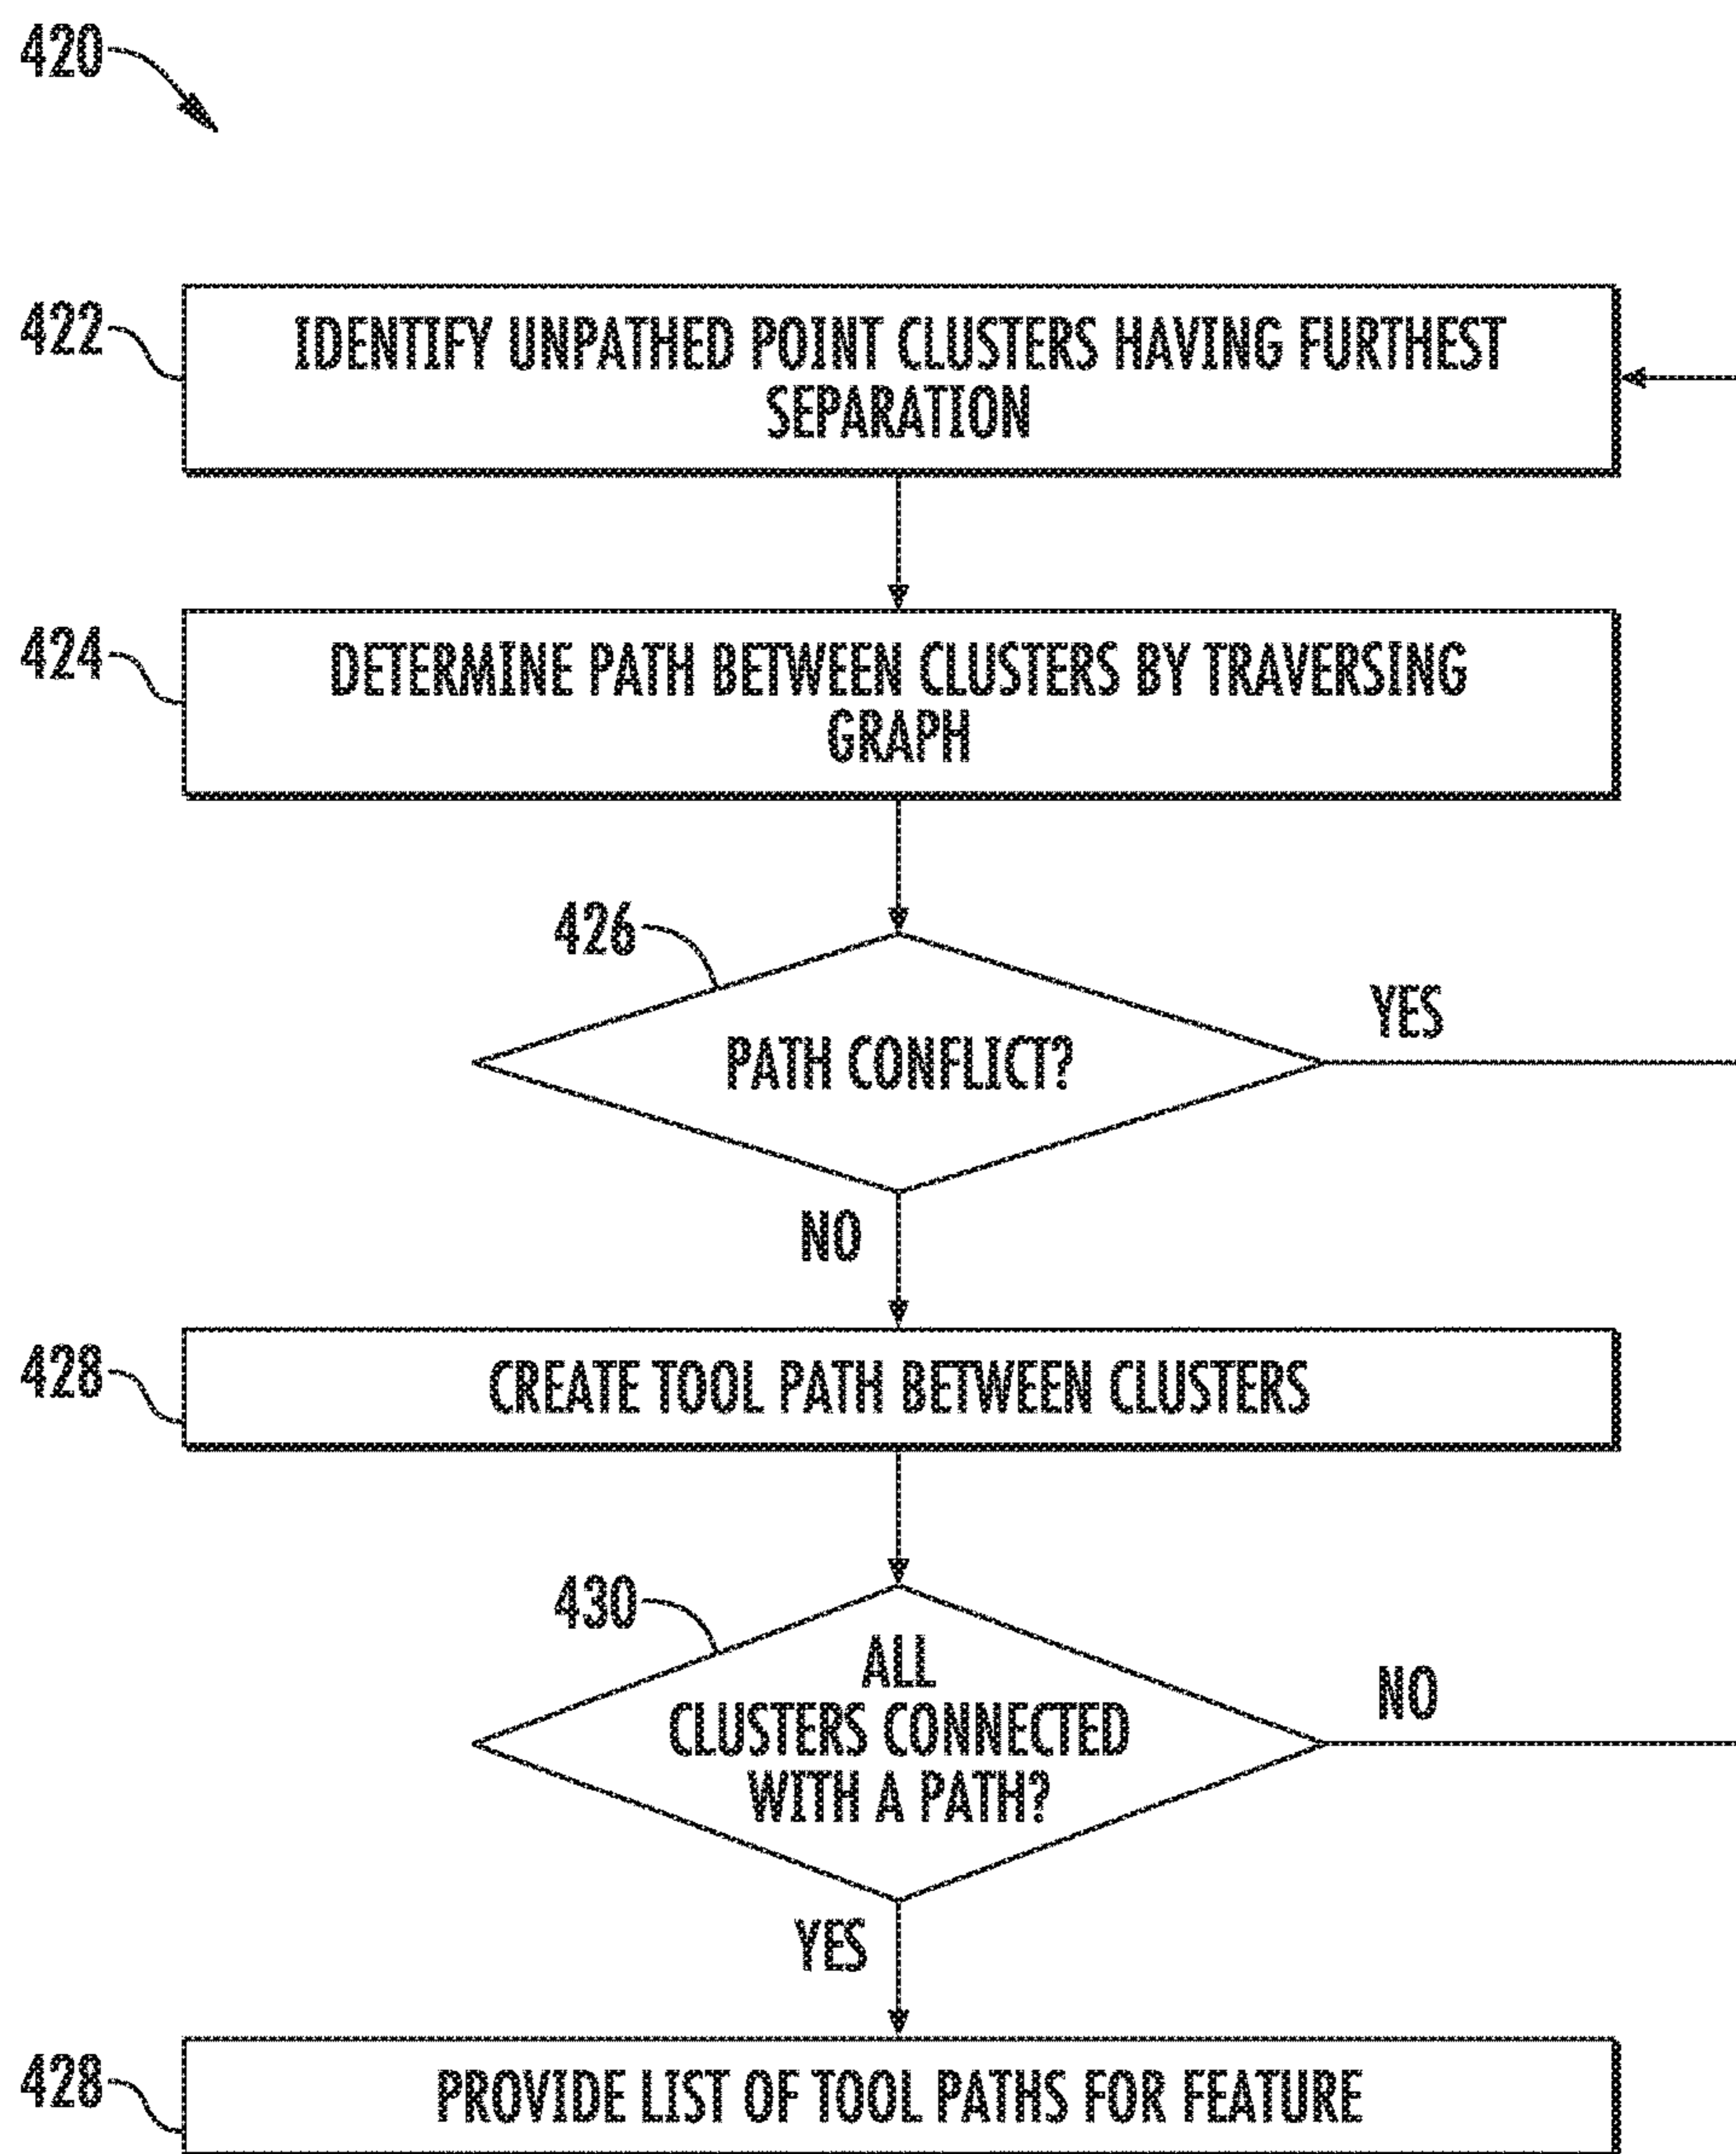 420
422
IDENTIFY UNPATHED POINT CLUSTERS HAVING FURTHEST
SEPARATION
424
DETERMINE PATH BETWEEN CLUSTERS BY TRAVERSING
GRAPH
426
PATH CONFLICT?
YES
NO
428
CREATE TOOL PATH BETWEEN CLUSTERS
430
ALL
CLUSTERS CONNECTED
WITH A PATH?
NO
YES
428
PROVIDE LIST OF TOOL PATHS FOR FEATURE